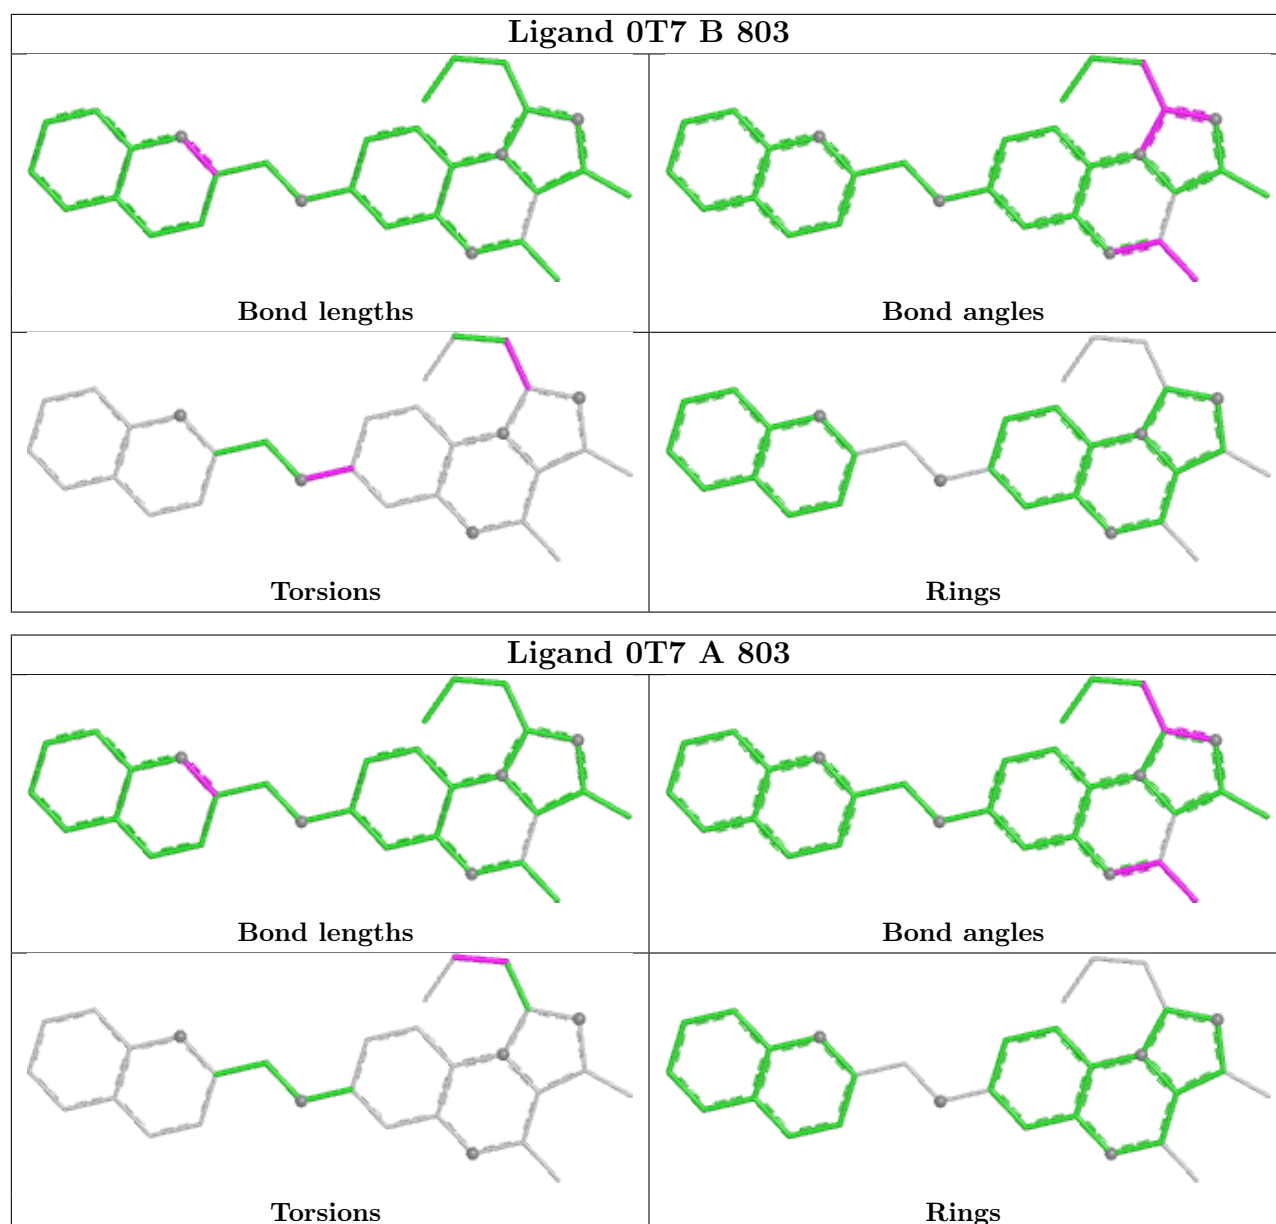 Ligand 0T7 B 803
Bond lengths
Bond angles
Torsions
Rings
Ligand 0T7 A 803
Bond lengths
Bond angles
Torsions
Rings